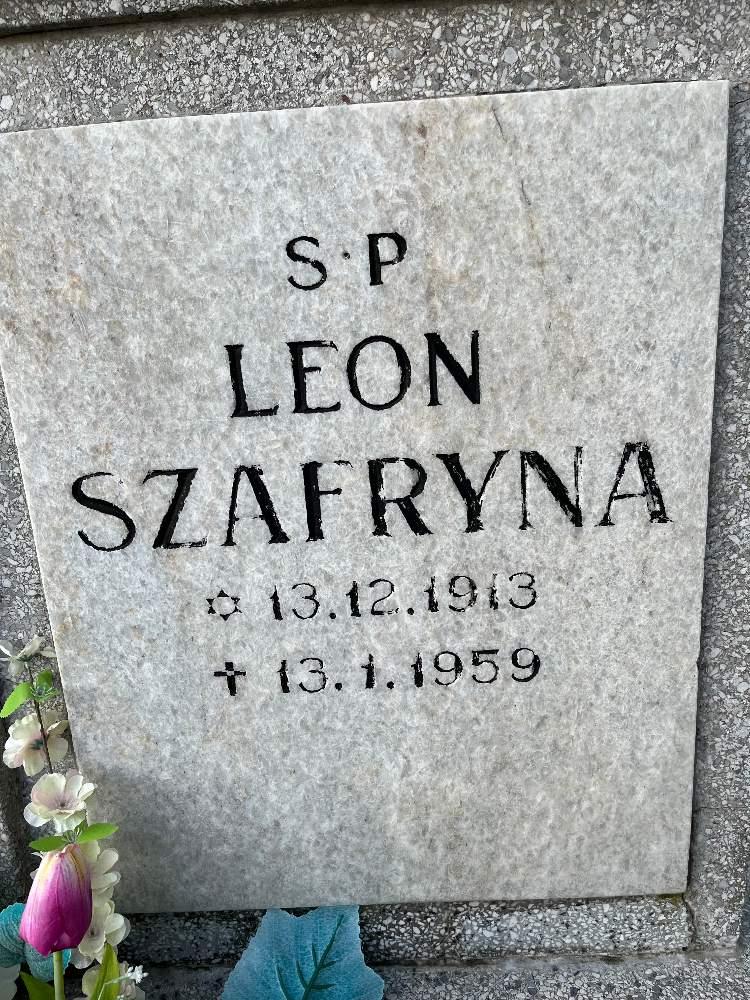 S·P
LEON
SZAFRYNA
✡ 13.12.1913
✝ 13.1.1959